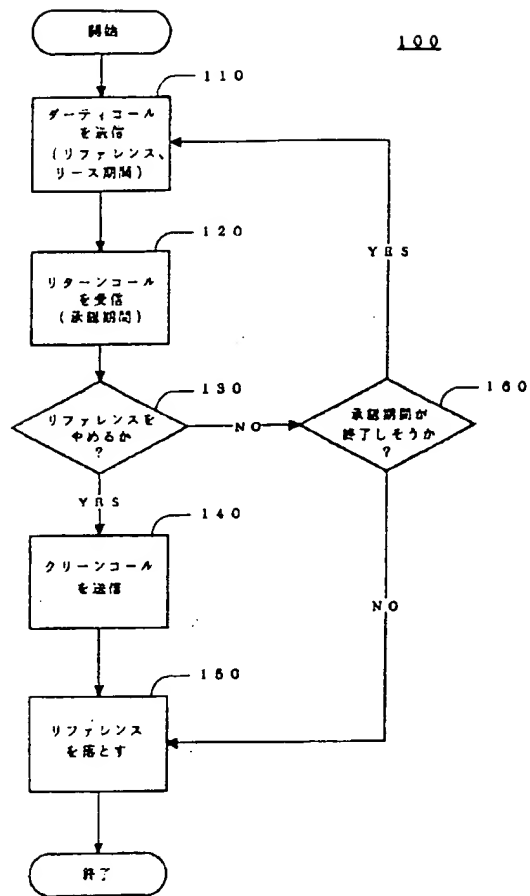 開始
100
110
ダーティコール
を送信
(リファレンス、
リース期間)
120
リターンコール
を受信
(承認期間)
130
リファレンスを
やめるか
?
NO
160
承認期間が
終了しそうか
?
YES
YES
140
クリーンコール
を送信
NO
150
リファレンス
を落とす
終了